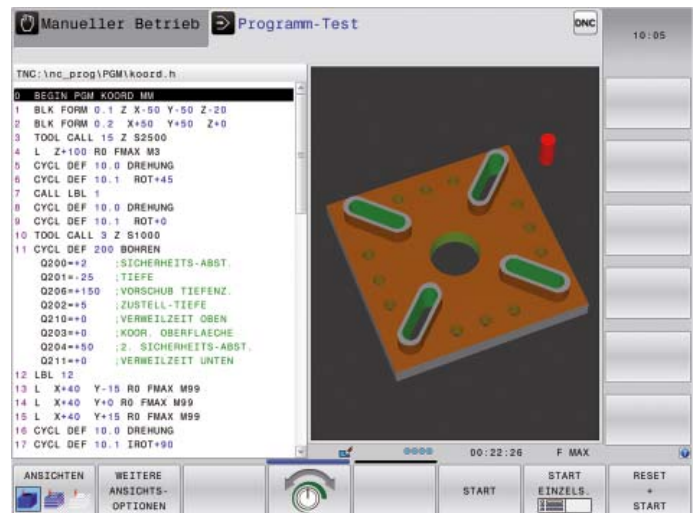 Manueller Betrieb
Programm-Test
DNC
10:05
TNC:\nc_prog\PGM\koord.h
0 BEGIN PGM KOORD MM
1 BLK FORM 0.1 Z X-50 Y-50 Z-20
2 BLK FORM 0.2 X+50 Y+50 Z+0
3 TOOL CALL 15 Z S2500
4 L Z+100 R0 FMAX M3
5 CYCL DEF 10.0 DREHUNG
6 CYCL DEF 10.1 ROT+45
7 CALL LBL 1
8 CYCL DEF 10.0 DREHUNG
9 CYCL DEF 10.1 ROT+0
10 TOOL CALL 3 Z S1000
11 CYCL DEF 200 BOHREN
Q200=+2 ;SICHERHEITS-ABST.
Q201=-25 ;TIEFE
Q206=+150 ;VORSCHUB TIEFENZ.
Q202=+5 ;ZUSTELL-TIEFE
Q210=+0 ;VERWEILZEIT OBEN
Q203=+0 ;KOOR. OBERFLAECHE
Q204=+50 ;2. SICHERHEITS-ABST.
Q211=+0 ;VERWEILZEIT UNTEN
12 LBL 12
13 L X+40 Y-15 R0 FMAX M99
14 L X+40 Y+0 R0 FMAX M99
15 L X+40 Y+15 R0 FMAX M99
16 CYCL DEF 10.0 DREHUNG
17 CYCL DEF 10.1 IROT+90
00:22:26 F MAX
ANSICHTEN
WEITERE
ANSICHTS-
OPTIONEN
START
START
EINZELS.
RESET
+
START